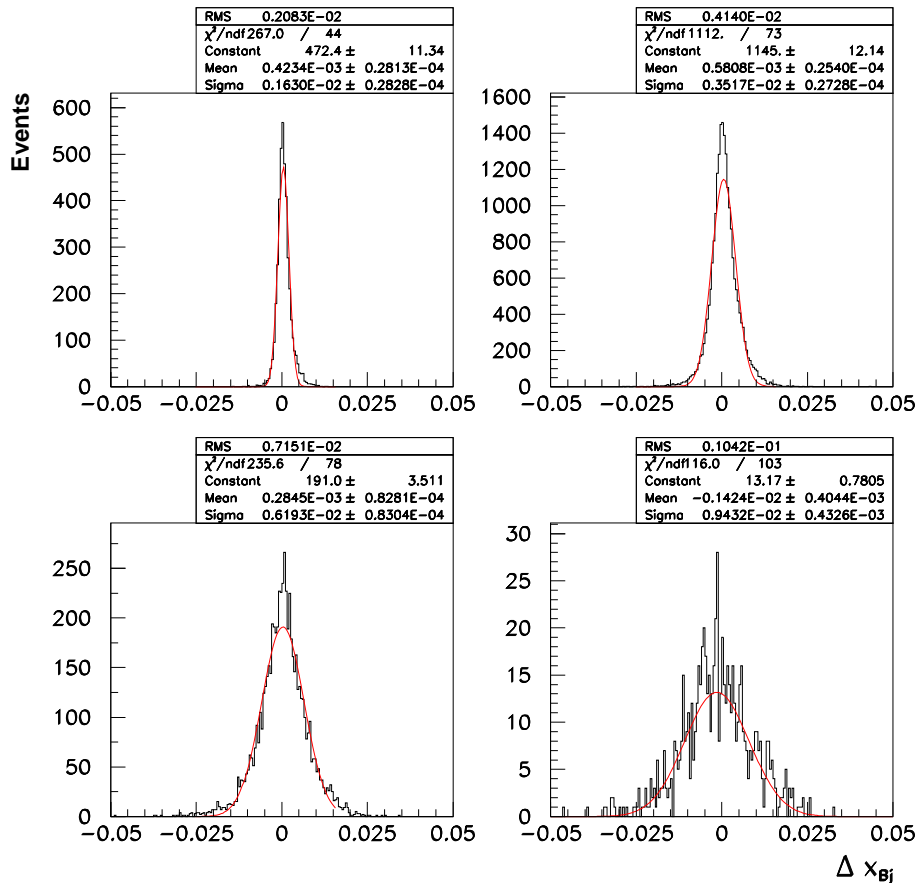 RMS 0.2083E-02
χ²/ndf 267.0 / 44
Constant 472.4 ± 11.34
Mean 0.4234E-03 ± 0.2813E-04
Sigma 0.1630E-02 ± 0.2828E-04
RMS 0.4140E-02
χ²/ndf 1112. / 73
Constant 1145. ± 12.14
Mean 0.5808E-03 ± 0.2540E-04
Sigma 0.3517E-02 ± 0.2728E-04
Events
600
500
400
300
200
100
0
-0.05 -0.025 0 0.025 0.05
1600
1400
1200
1000
800
600
400
200
0
-0.05 -0.025 0 0.025 0.05
RMS 0.7151E-02
χ²/ndf 235.6 / 78
Constant 191.0 ± 3.511
Mean 0.2845E-03 ± 0.8281E-04
Sigma 0.6193E-02 ± 0.8304E-04
RMS 0.1042E-01
χ²/ndf 116.0 / 103
Constant 13.17 ± 0.7805
Mean -0.1424E-02 ± 0.4044E-03
Sigma 0.9432E-02 ± 0.4326E-03
250
200
150
100
50
0
-0.05 -0.025 0 0.025 0.05
30
25
20
15
10
5
0
-0.05 -0.025 0 0.025 0.05
Δ x_Bj